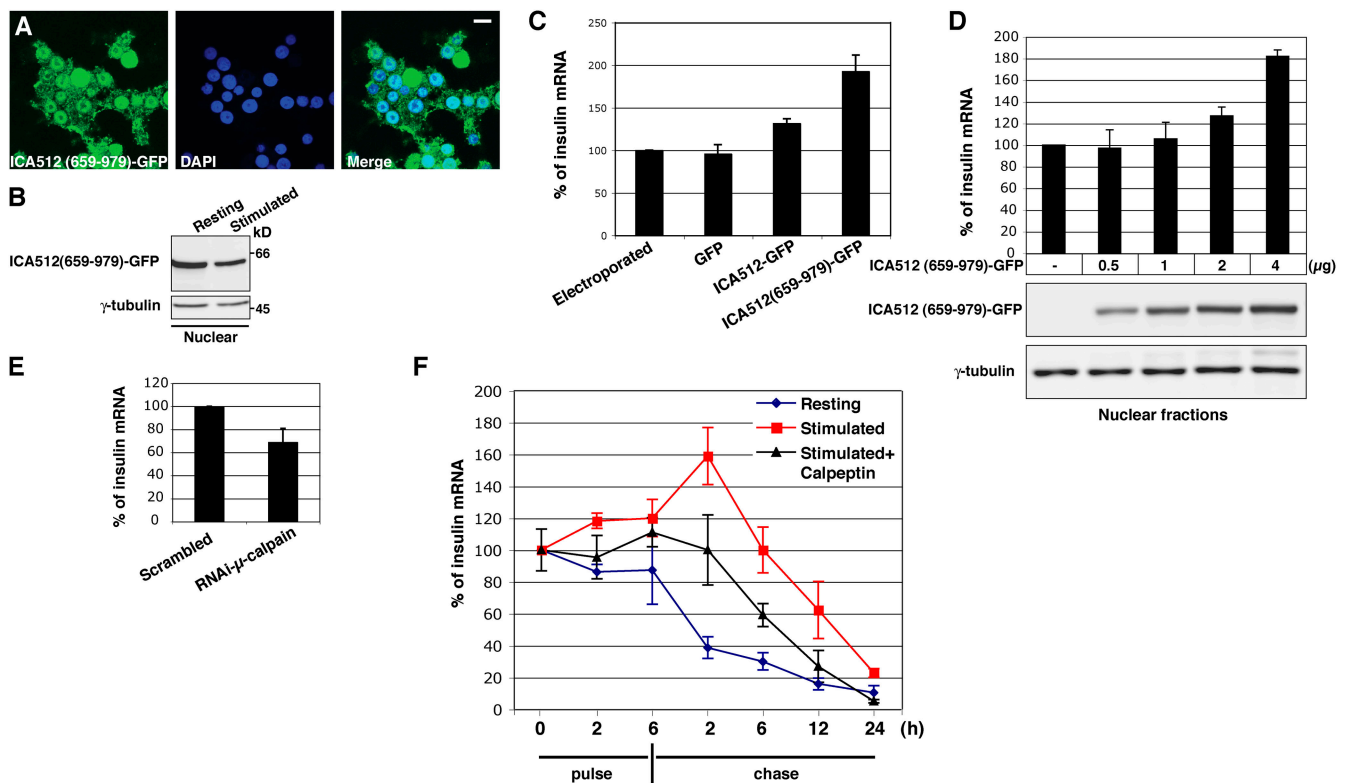 A
ICA512 (659-979)-GFP
DAPI
Merge
B
Resting
Stimulated
kD
ICA512(659-979)-GFP
-66
γ-tubulin
-45
Nuclear
C
% of insulin mRNA
250
200
150
100
50
0
Electroporated
GFP
ICA512-GFP
ICA512(659-979)-GFP
D
% of insulin mRNA
200
180
160
140
120
100
80
60
40
20
0
ICA512 (659-979)-GFP
- 0.5 1 2 4 (µg)
ICA512 (659-979)-GFP
γ-tubulin
Nuclear fractions
E
% of insulin mRNA
120
100
80
60
40
20
0
Scrambled
RNAi-µ-calpain
F
% of insulin mRNA
200
180
160
140
120
100
80
60
40
20
0
Resting
Stimulated
Stimulated+
Calpeptin
0 2 6 2 6 12 24 (h)
pulse chase